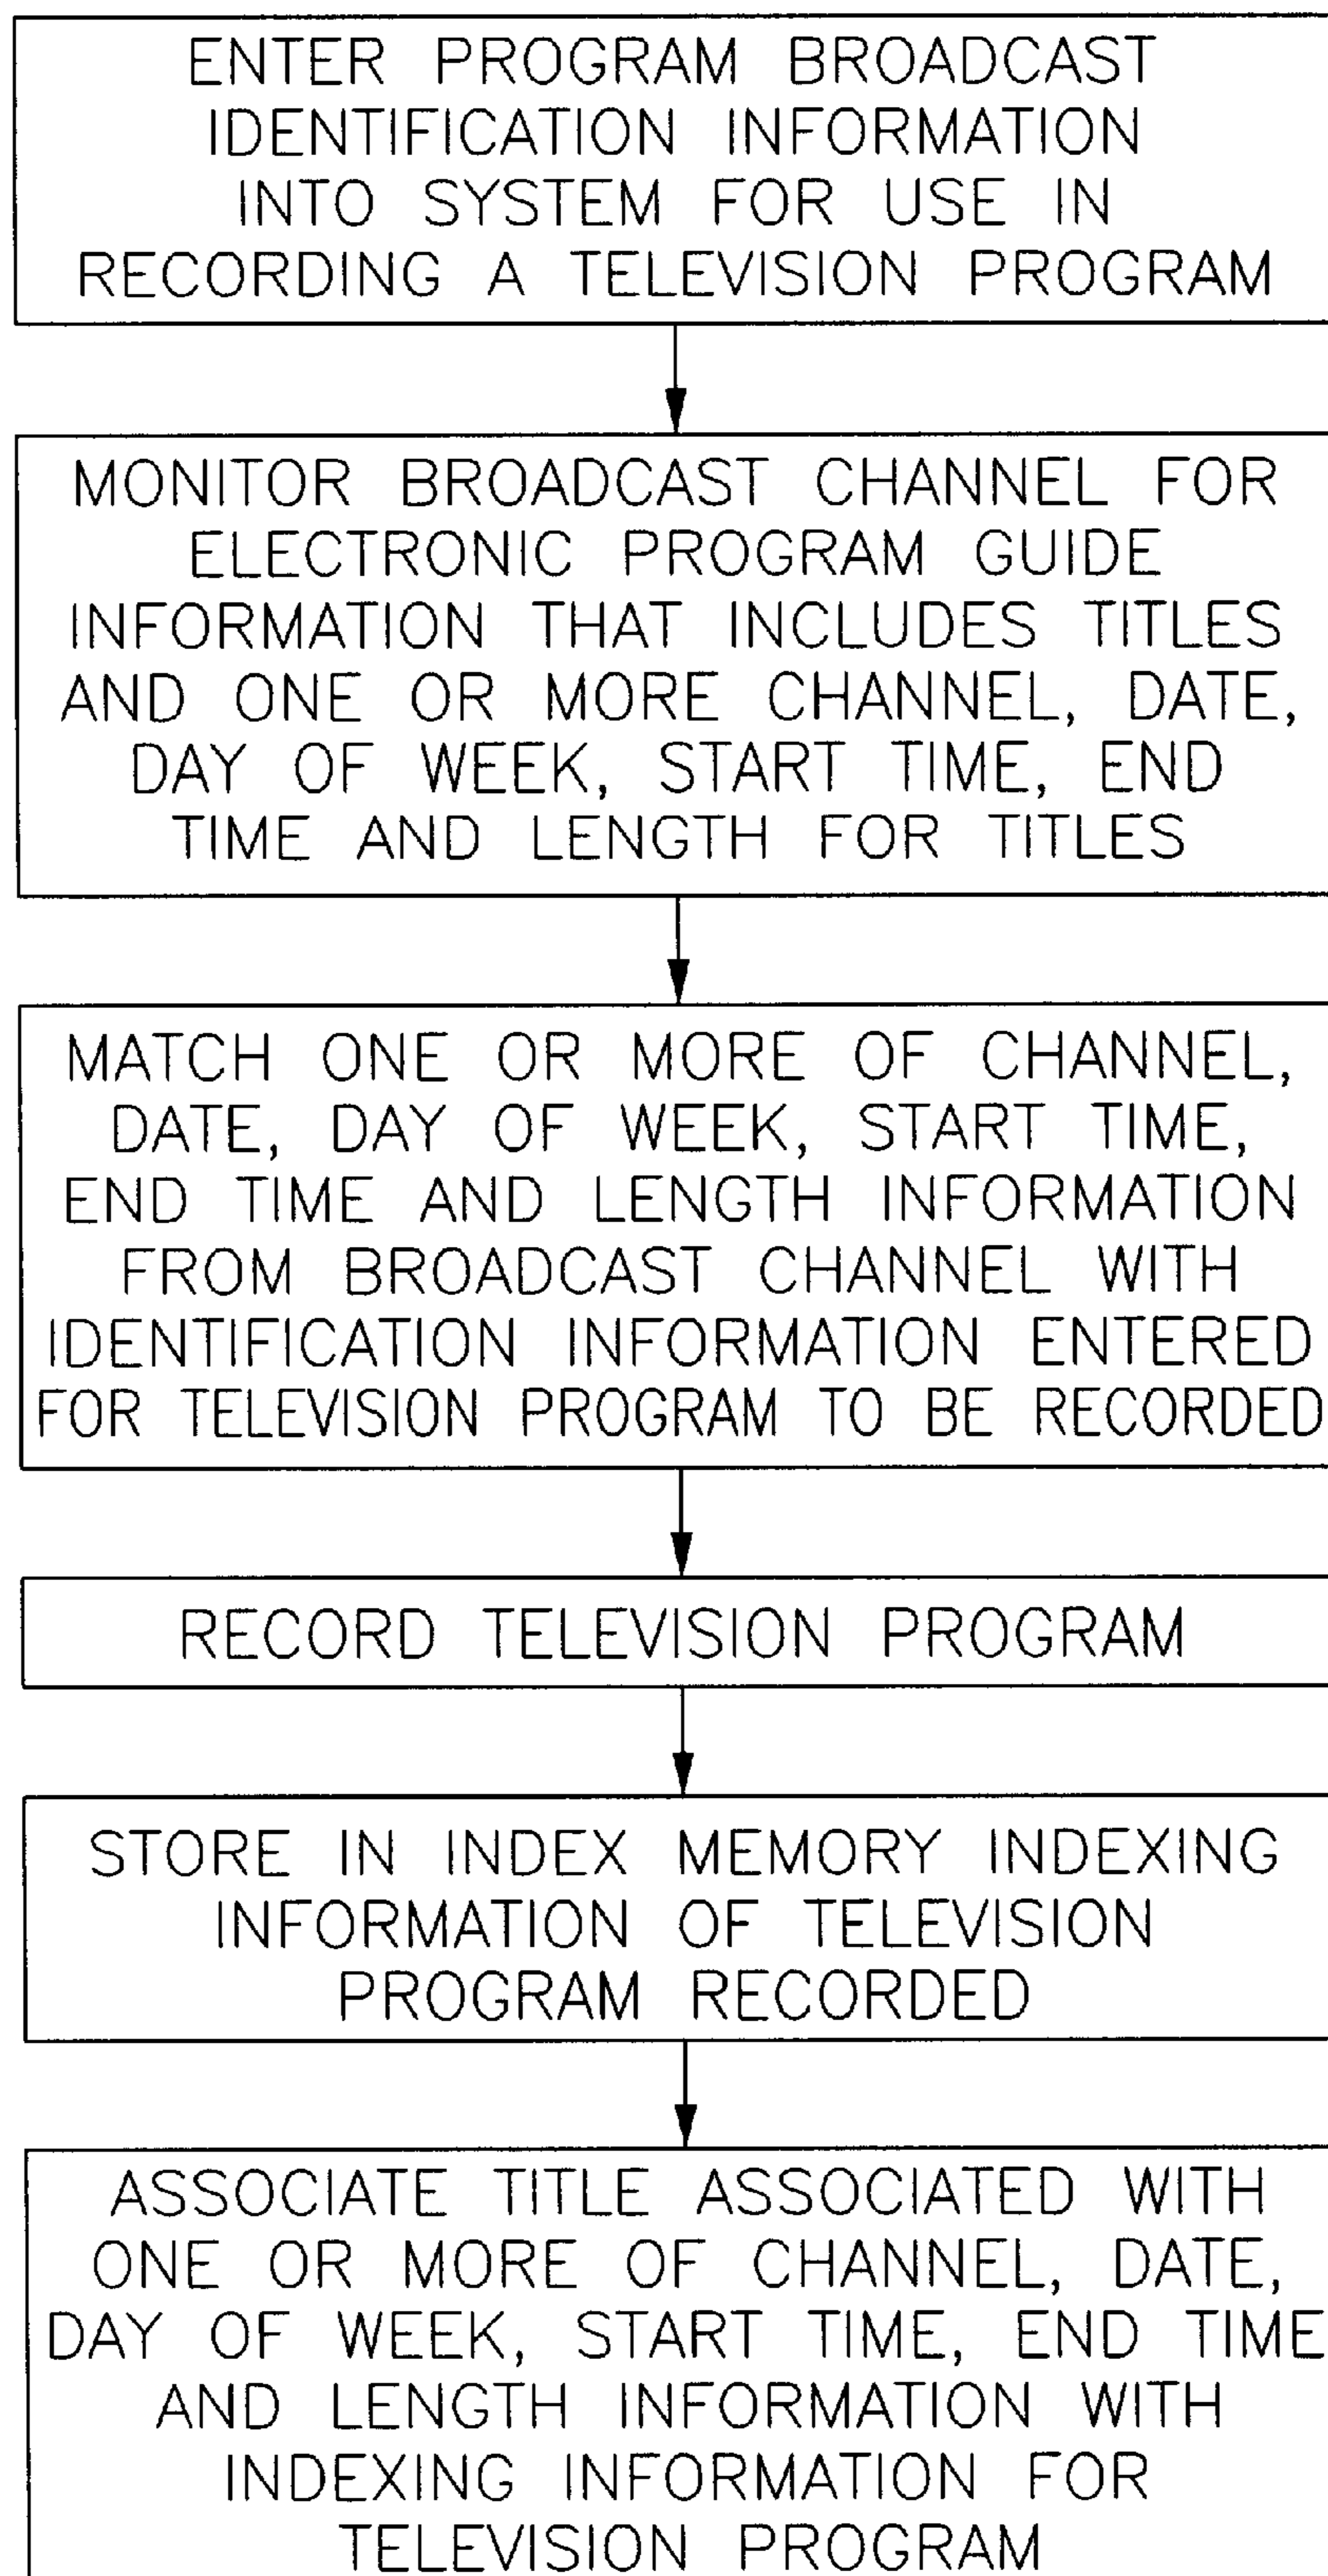 ENTER PROGRAM BROADCAST
IDENTIFICATION INFORMATION
INTO SYSTEM FOR USE IN
RECORDING A TELEVISION PROGRAM
MONITOR BROADCAST CHANNEL FOR
ELECTRONIC PROGRAM GUIDE
INFORMATION THAT INCLUDES TITLES
AND ONE OR MORE CHANNEL, DATE,
DAY OF WEEK, START TIME, END
TIME AND LENGTH FOR TITLES
MATCH ONE OR MORE OF CHANNEL,
DATE, DAY OF WEEK, START TIME,
END TIME AND LENGTH INFORMATION
FROM BROADCAST CHANNEL WITH
IDENTIFICATION INFORMATION ENTERED
FOR TELEVISION PROGRAM TO BE RECORDED
RECORD TELEVISION PROGRAM
STORE IN INDEX MEMORY INDEXING
INFORMATION OF TELEVISION
PROGRAM RECORDED
ASSOCIATE TITLE ASSOCIATED WITH
ONE OR MORE OF CHANNEL, DATE,
DAY OF WEEK, START TIME, END TIME
AND LENGTH INFORMATION WITH
INDEXING INFORMATION FOR
TELEVISION PROGRAM